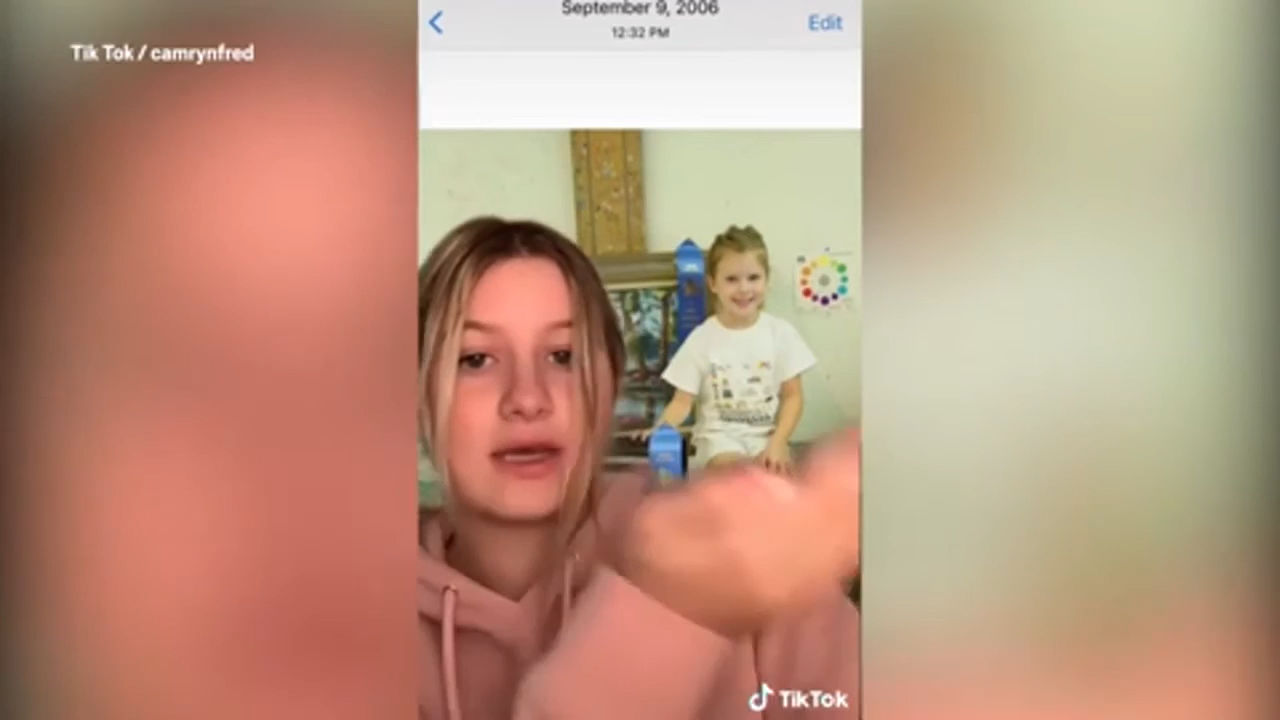 Tik Tok / camrynfred
September 9, 2006
12:32 PM
Edit
TikTok